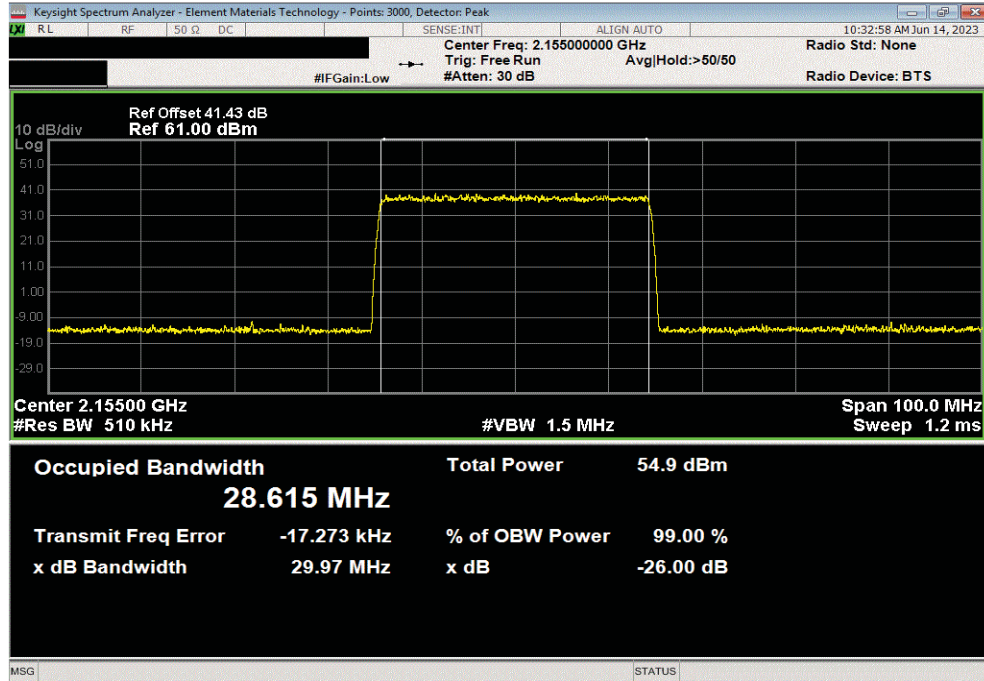 Keysight Spectrum Analyzer - Element Materials Technology - Points: 3000, Detector: Peak
LXI RL RF 50 Ω DC SENSE:INT ALIGN AUTO 10:32:58 AM Jun 14, 2023
Center Freq: 2.155000000 GHz Radio Std: None
Trig: Free Run Avg|Hold:>50/50
#IFGain:Low #Atten: 30 dB Radio Device: BTS
Ref Offset 41.43 dB
10 dB/div Ref 61.00 dBm
Log
51.0
41.0
31.0
21.0
11.0
1.00
-9.00
-19.0
-29.0
Center 2.15500 GHz Span 100.0 MHz
#Res BW 510 kHz #VBW 1.5 MHz Sweep 1.2 ms
Occupied Bandwidth Total Power 54.9 dBm
28.615 MHz
Transmit Freq Error -17.273 kHz % of OBW Power 99.00 %
x dB Bandwidth 29.97 MHz x dB -26.00 dB
MSG STATUS